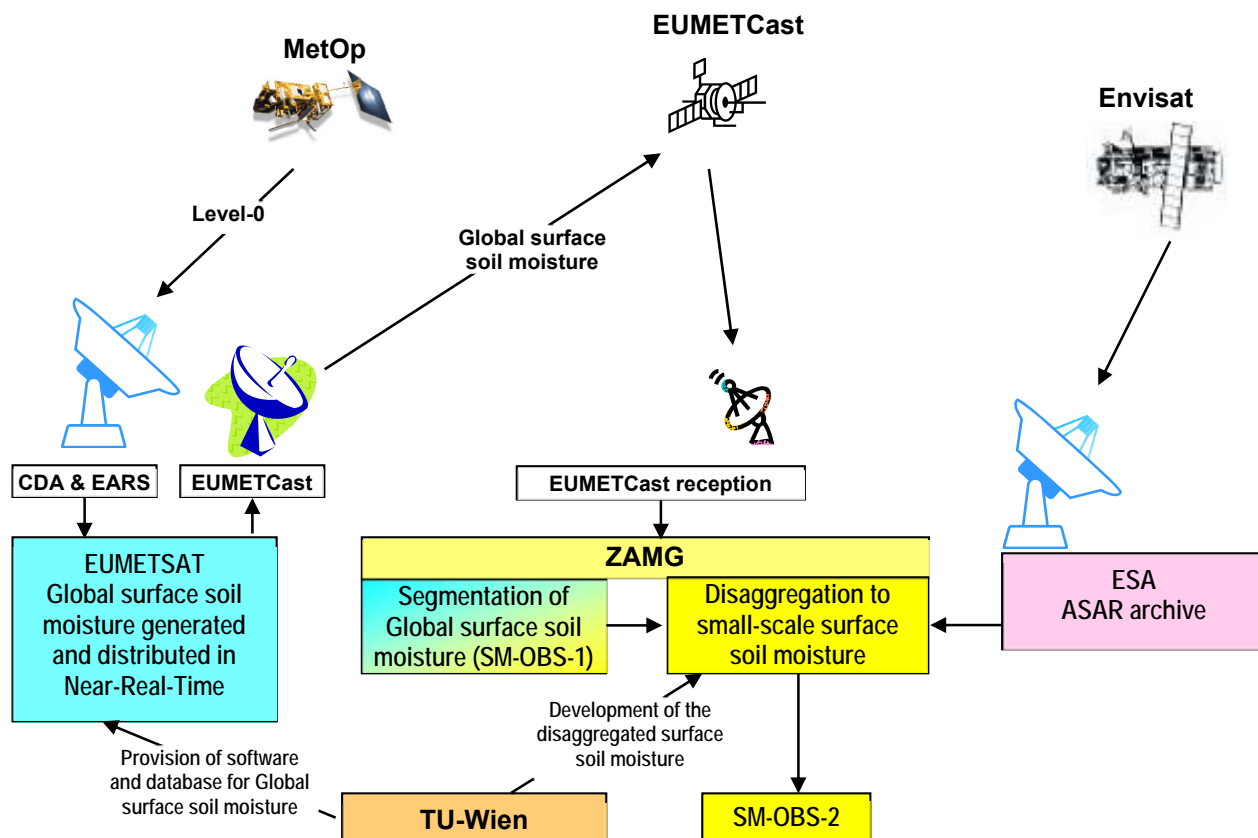 EUMETCast
MetOp
Envisat
Level-0
Global surface
soil moisture
CDA & EARS
EUMETCast
EUMETCast reception
EUMETSAT
Global surface soil
moisture generated
and distributed in
Near-Real-Time
ZAMG
Segmentation of
Global surface soil
moisture (SM-OBS-1)
Disaggregation to
small-scale surface
soil moisture
ESA
ASAR archive
Provision of software
and database for Global
surface soil moisture
Development of the
disaggregated surface
soil moisture
TU-Wien
SM-OBS-2